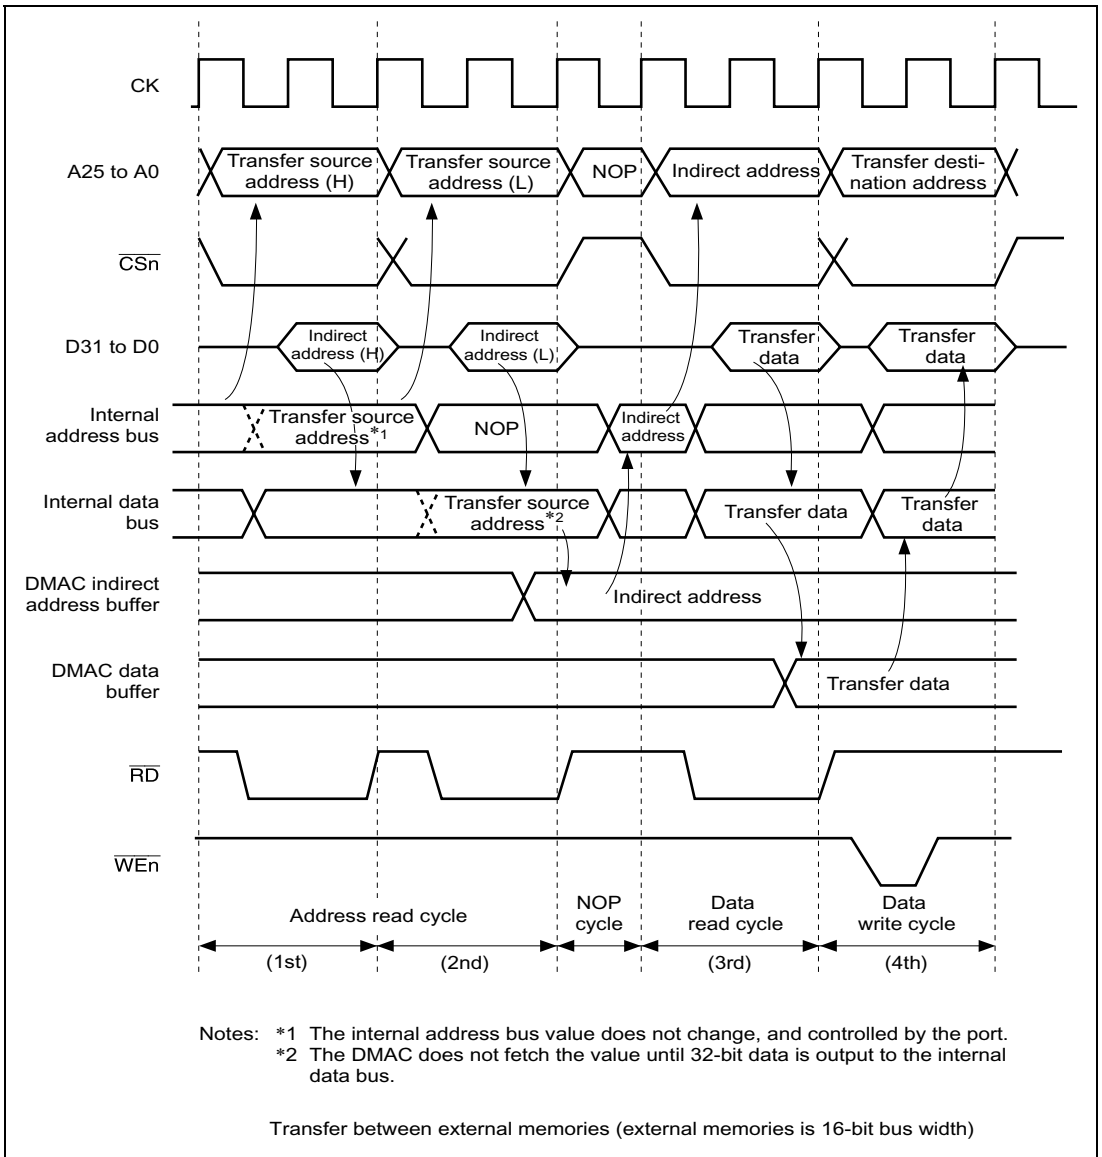 CK
A25 to A0
Transfer source
address (H)
Transfer source
address (L)
NOP
Indirect address
Transfer desti-
nation address
CSn
D31 to D0
Indirect
address (H)
Indirect
address (L)
Transfer
data
Transfer
data
Internal
address bus
Transfer source
address*1
NOP
Indirect
address
Internal data
bus
Transfer source
address*2
Transfer data
Transfer
data
DMAC indirect
address buffer
Indirect address
DMAC data
buffer
Transfer data
RD
WEn
Address read cycle
NOP
cycle
Data
read cycle
Data
write cycle
(1st)
(2nd)
(3rd)
(4th)
Notes: *1 The internal address bus value does not change, and controlled by the port.
*2 The DMAC does not fetch the value until 32-bit data is output to the internal
data bus.
Transfer between external memories (external memories is 16-bit bus width)